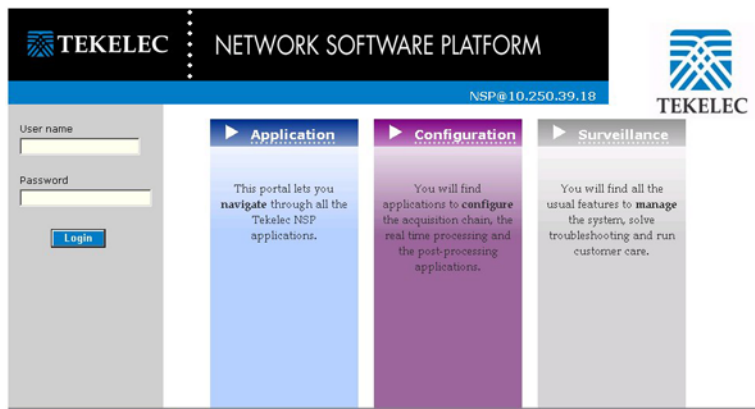 TEKELEC
NETWORK SOFTWARE PLATFORM
NSP@10.250.39.18
TEKELEC
User name
Password
Login
Application
This portal lets you
navigate through all the
Tekelec NSP
applications.
Configuration
You will find
applications to configure
the acquisition chain, the
real time processing and
the post-processing
applications.
Surveillance
You will find all the
usual features to manage
the system, solve
troubleshooting and run
customer care.